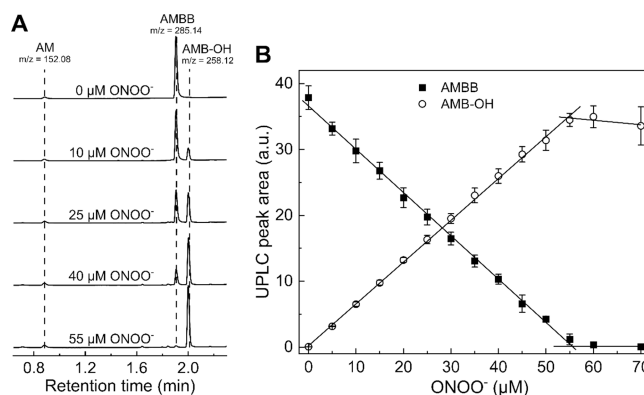 A
AMBB
m/z = 285.14
AM
m/z = 152.08
AMB-OH
m/z = 258.12
0 µM ONOO⁻
10 µM ONOO⁻
25 µM ONOO⁻
40 µM ONOO⁻
55 µM ONOO⁻
0.8 1.2 1.6 2.0
Retention time (min)
B
AMBB
AMB-OH
40
30
20
10
0
UPLC peak area (a.u.)
0 10 20 30 40 50 60 70
ONOO⁻ (µM)